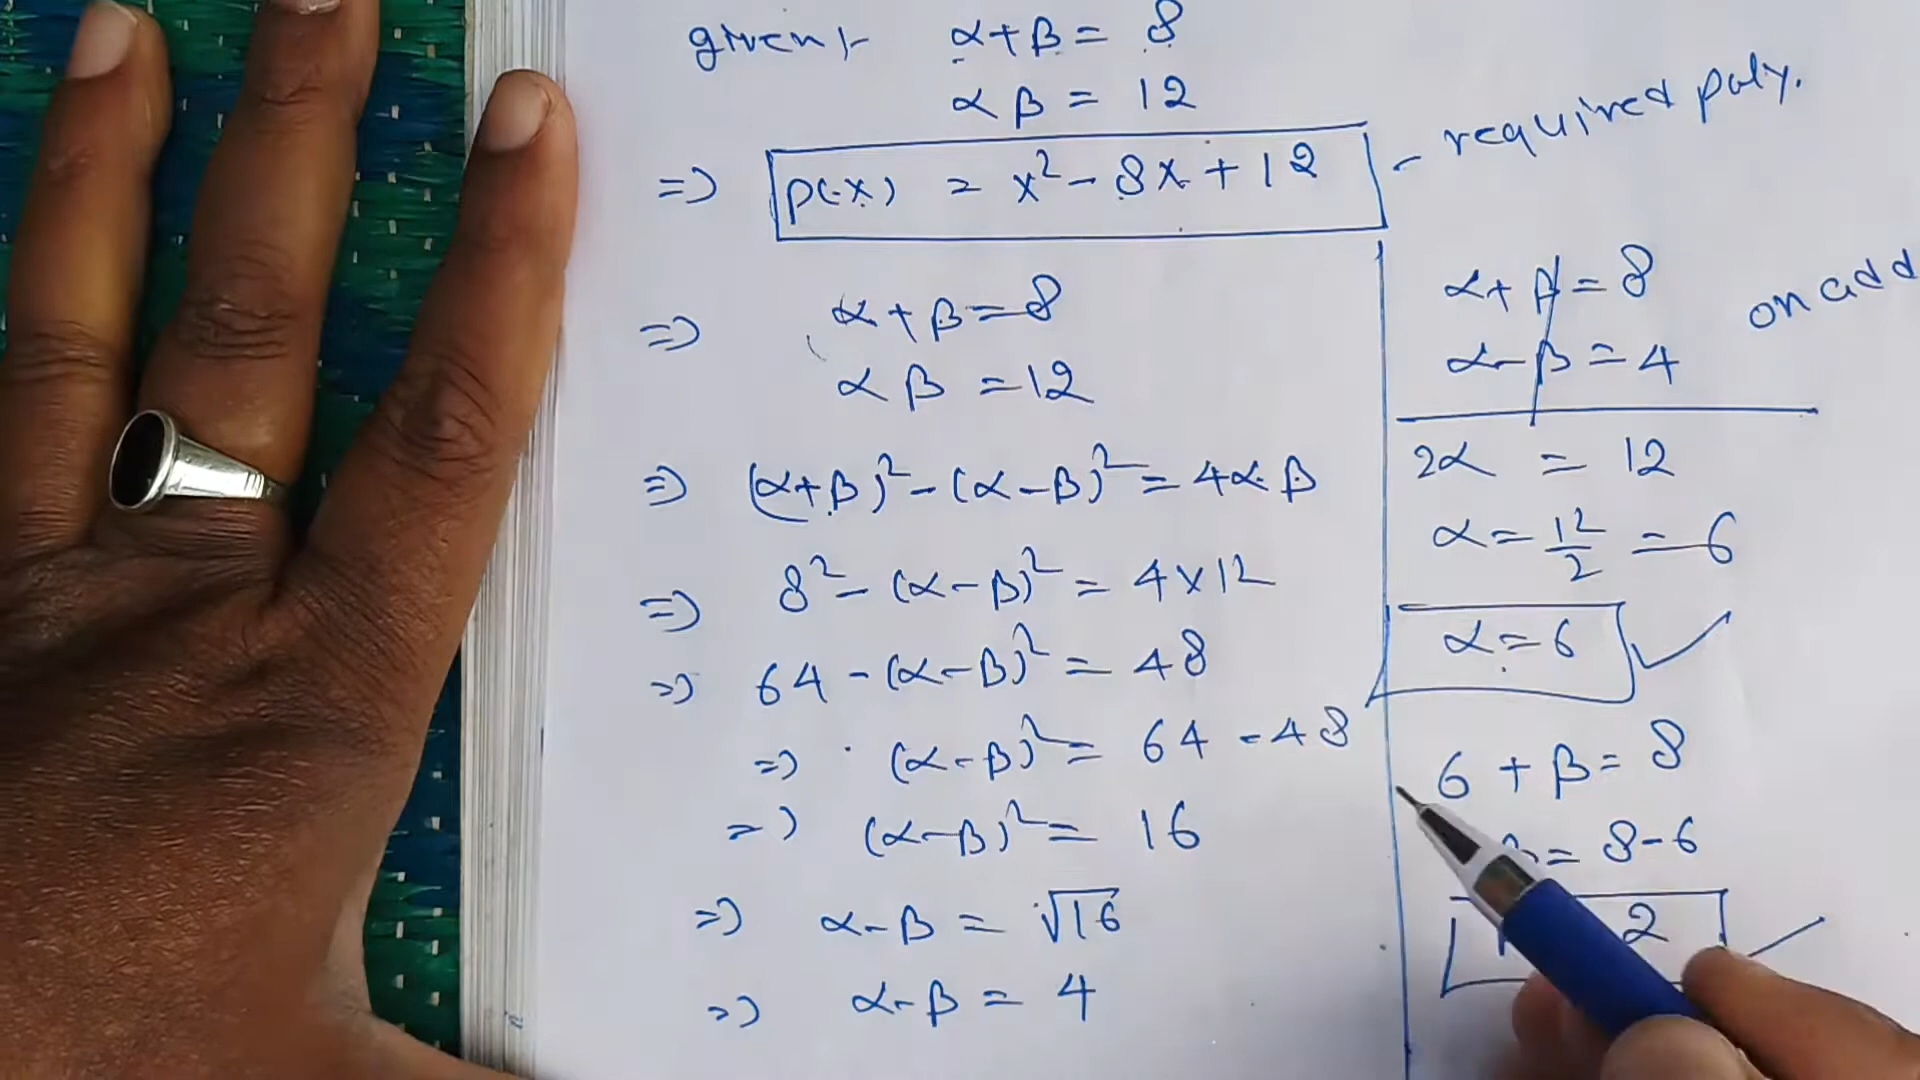 given:- α+β = 8
αβ = 12
=> p(x) = x² - 8x + 12 - required poly.
=> α+β=8
αβ =12
=> (α+β)² - (α-β)² = 4αβ
=> 8² - (α-β)² = 4×12
=> 64 - (α-β)² = 48
=> (α-β)² = 64 - 48
=> (α-β)² = 16
=> α-β = √16
=> α-β = 4
α+β=8
on add
α-β=4
2α = 12
α = 12/2 = 6
α=6
6 + β = 8
= 8-6
2